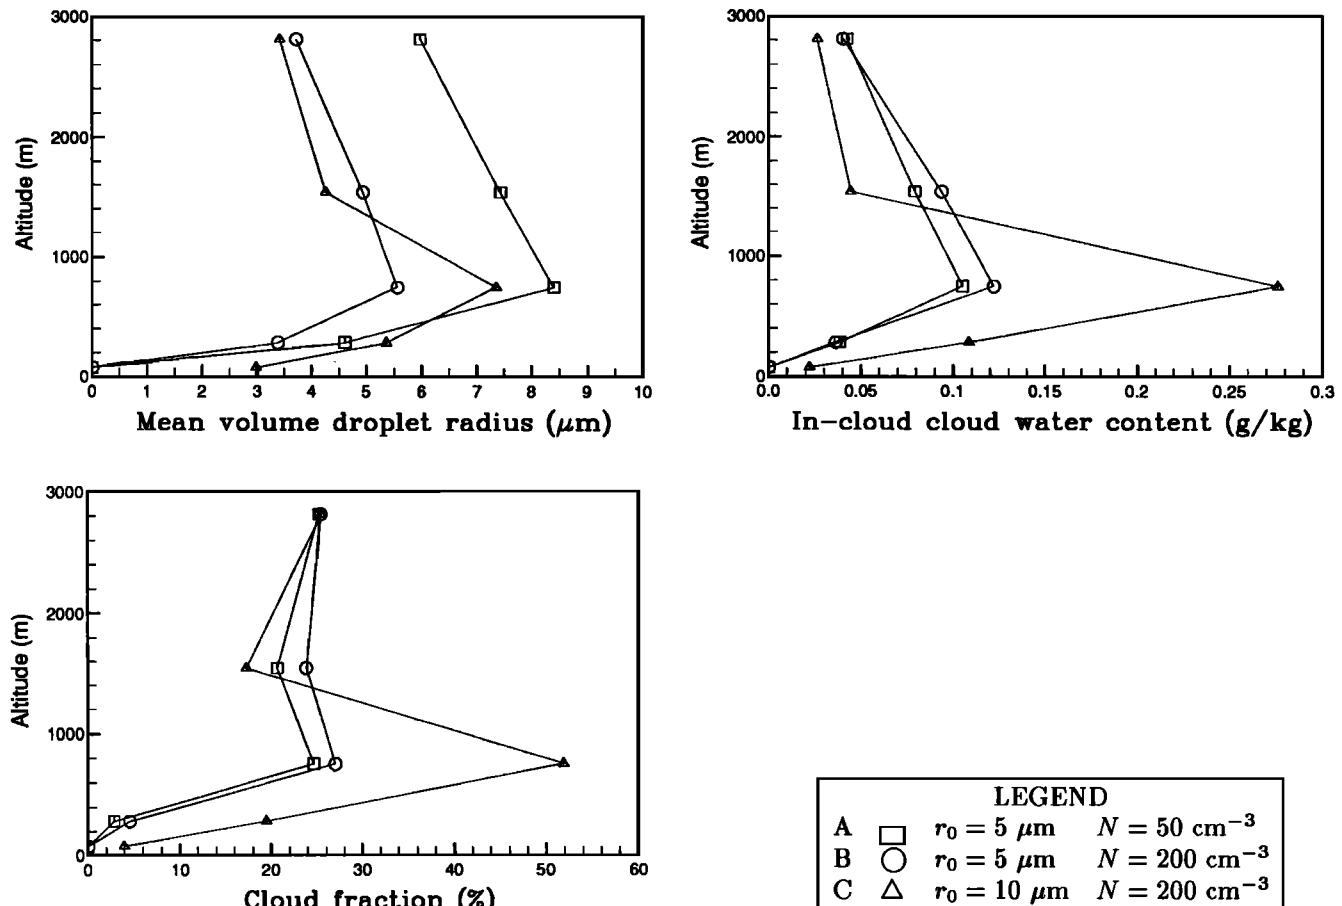 3000
2000
1000
0
Altitude (m)
0 1 2 3 4 5 6 7 8 9 10
Mean volume droplet radius (μm)
3000
2000
1000
0
Altitude (m)
0.0 0.05 0.1 0.15 0.2 0.25 0.3
In-cloud cloud water content (g/kg)
3000
2000
1000
0
Altitude (m)
0 10 20 30 40 50 60
Cloud fraction (%)
LEGEND
A □ r₀ = 5 μm N = 50 cm⁻³
B ○ r₀ = 5 μm N = 200 cm⁻³
C △ r₀ = 10 μm N = 200 cm⁻³